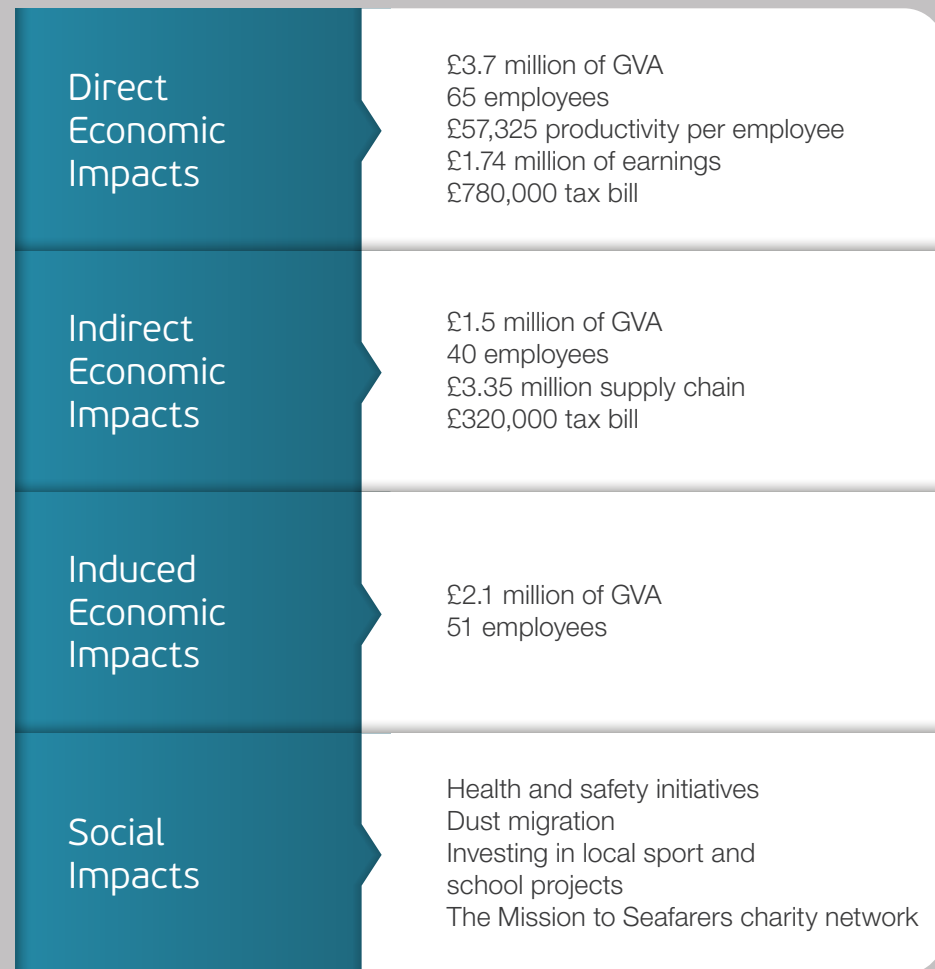 Direct
Economic
Impacts
£3.7 million of GVA
65 employees
£57,325 productivity per employee
£1.74 million of earnings
£780,000 tax bill
Indirect
Economic
Impacts
£1.5 million of GVA
40 employees
£3.35 million supply chain
£320,000 tax bill
Induced
Economic
Impacts
£2.1 million of GVA
51 employees
Social
Impacts
Health and safety initiatives
Dust migration
Investing in local sport and
school projects
The Mission to Seafarers charity network